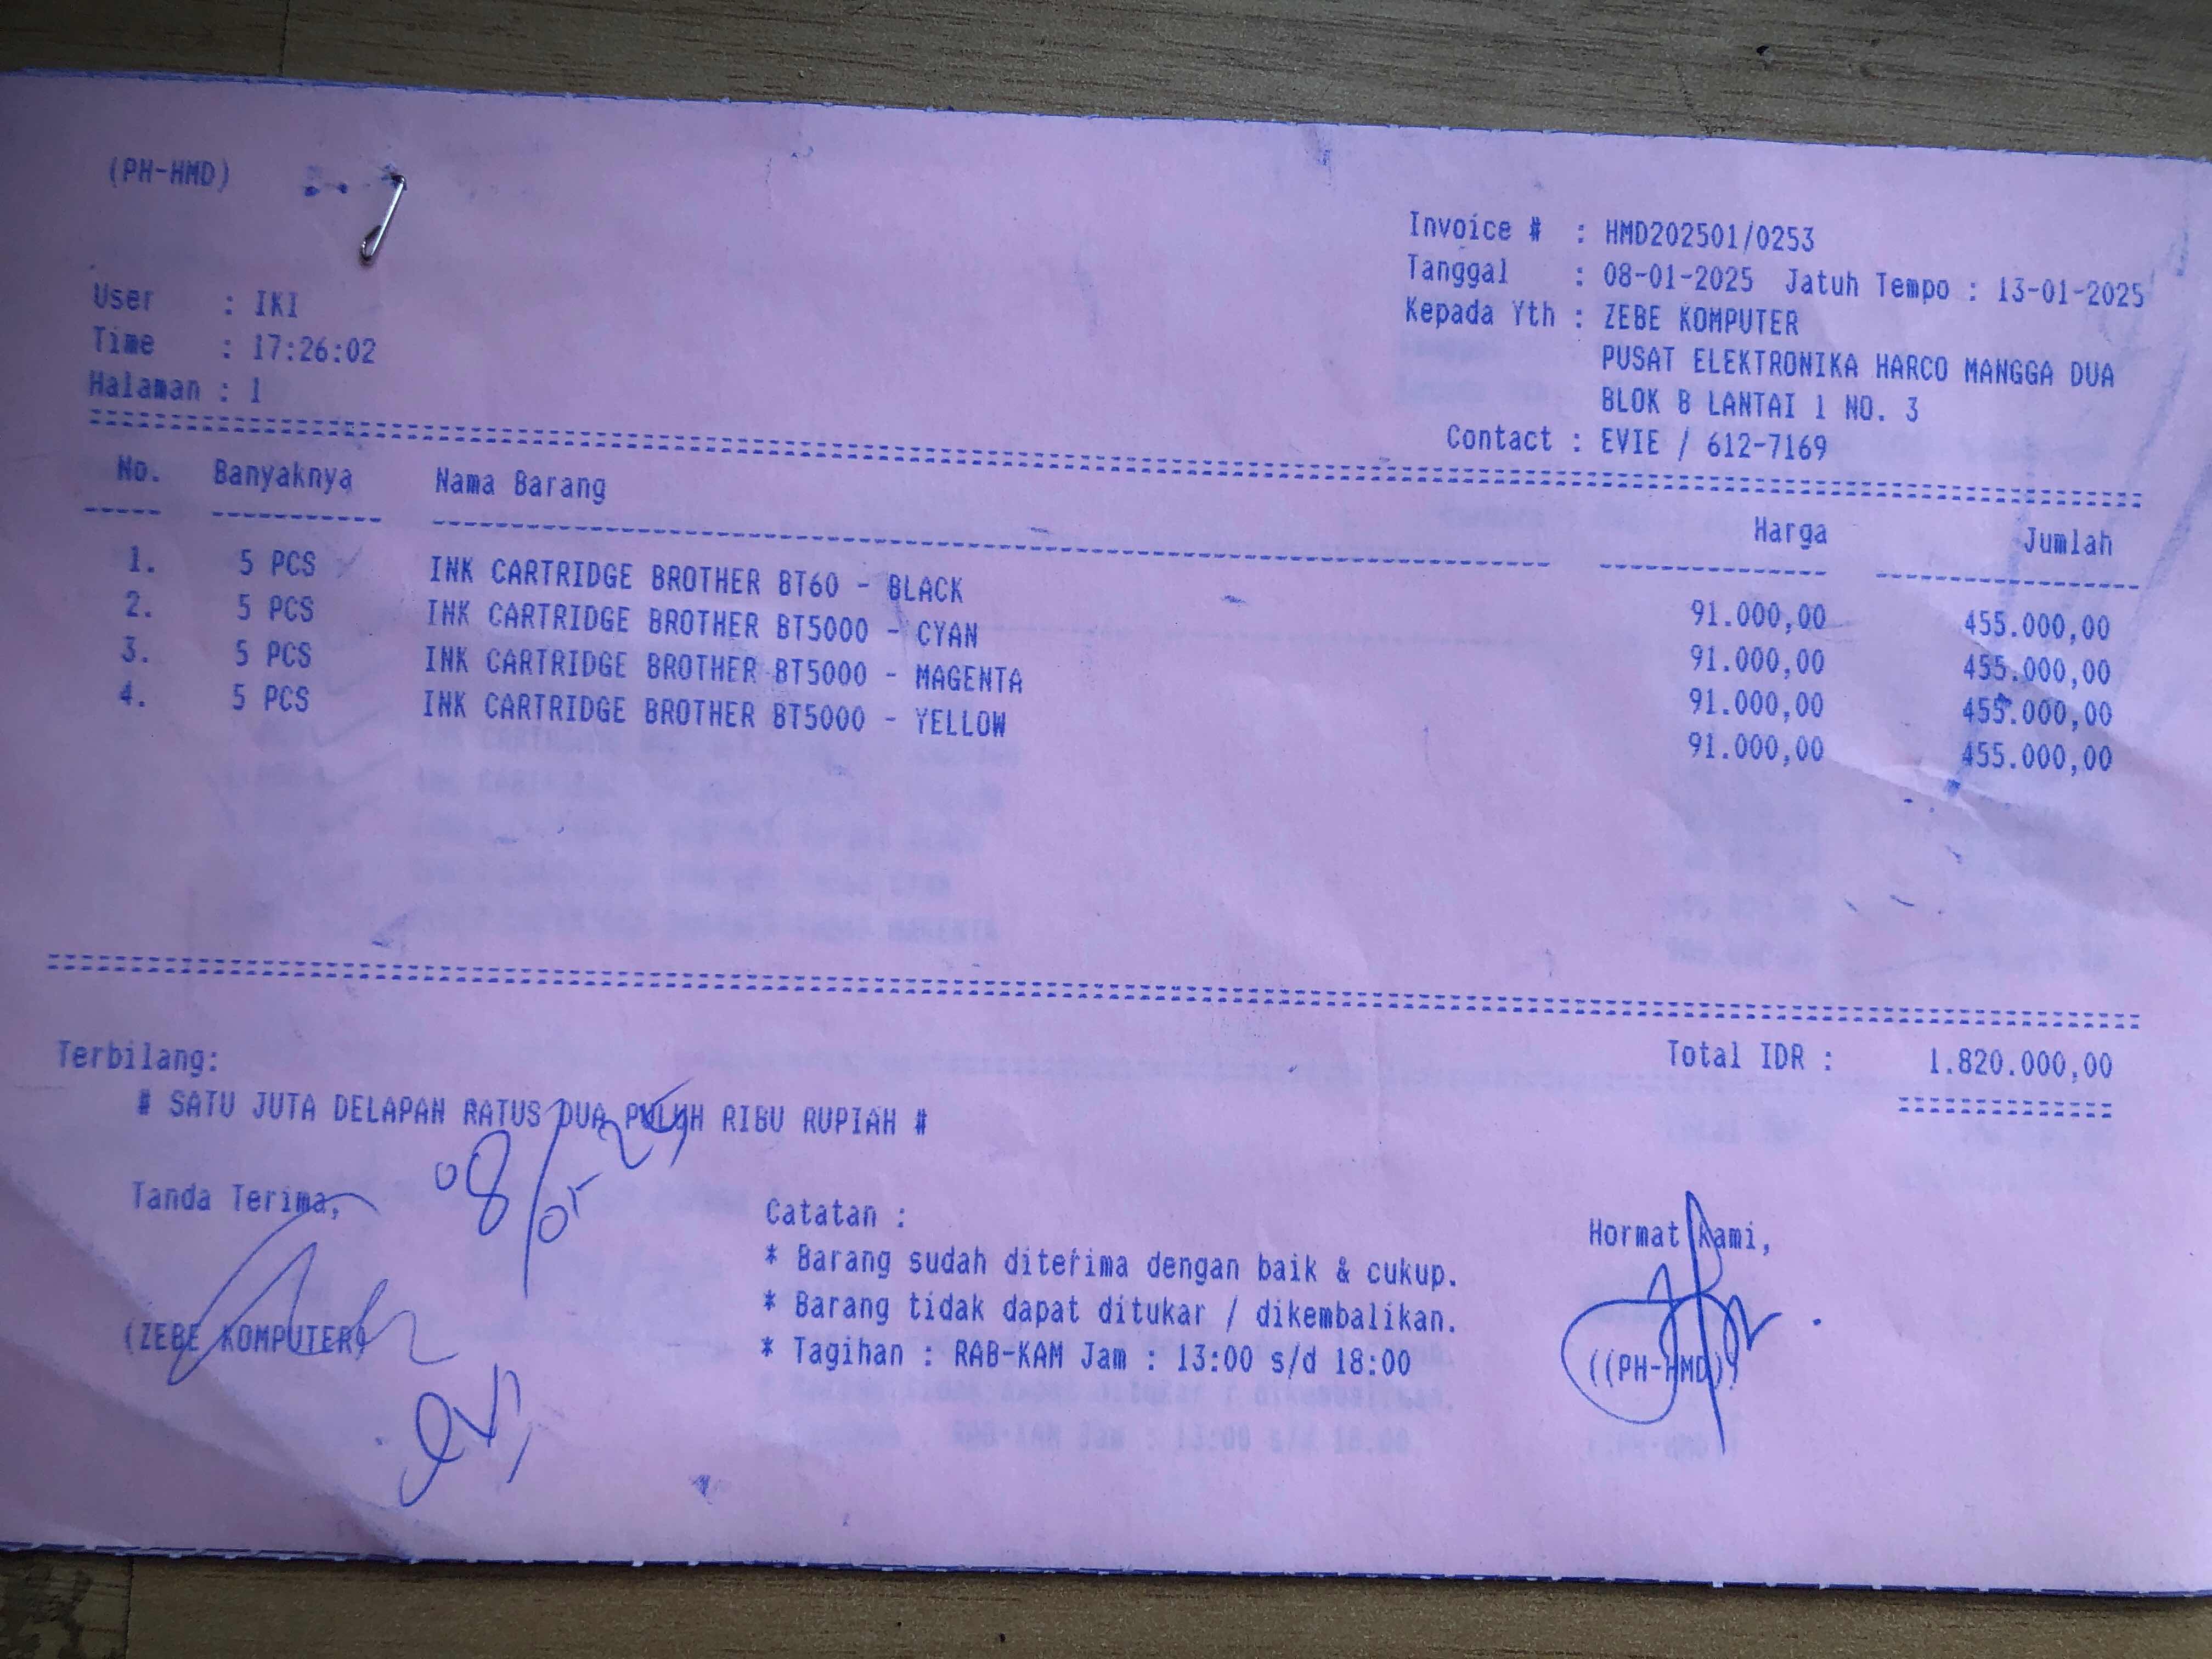 (PH-HMD)
Invoice # : HMD202501/0253
Tanggal : 08-01-2025 Jatuh Tempo : 13-01-2025
Kepada Yth : ZEBE KOMPUTER
PUSAT ELEKTRONIKA HARCO MANGGA DUA
BLOK B LANTAI 1 NO. 3
Contact : EVIE / 612-7169
User : IKI
Time : 17:26:02
Halaman : 1
No. Banyaknya Nama Barang Harga Jumlah
1. 5 PCS INK CARTRIDGE BROTHER BT60 - BLACK 91.000,00 455.000,00
2. 5 PCS INK CARTRIDGE BROTHER BT5000 - CYAN 91.000,00 455.000,00
3. 5 PCS INK CARTRIDGE BROTHER BT5000 - MAGENTA 91.000,00 455.000,00
4. 5 PCS INK CARTRIDGE BROTHER BT5000 - YELLOW 91.000,00 455.000,00
Total IDR : 1.820.000,00
Terbilang:
# SATU JUTA DELAPAN RATUS DUA PULUH RIBU RUPIAH #
Tanda Terima,
(ZEBE KOMPUTER)
Catatan :
* Barang sudah diterima dengan baik & cukup.
* Barang tidak dapat ditukar / dikembalikan.
* Tagihan : RAB-KAM Jam : 13:00 s/d 18:00
Hormat kami,
((PH-HMD))